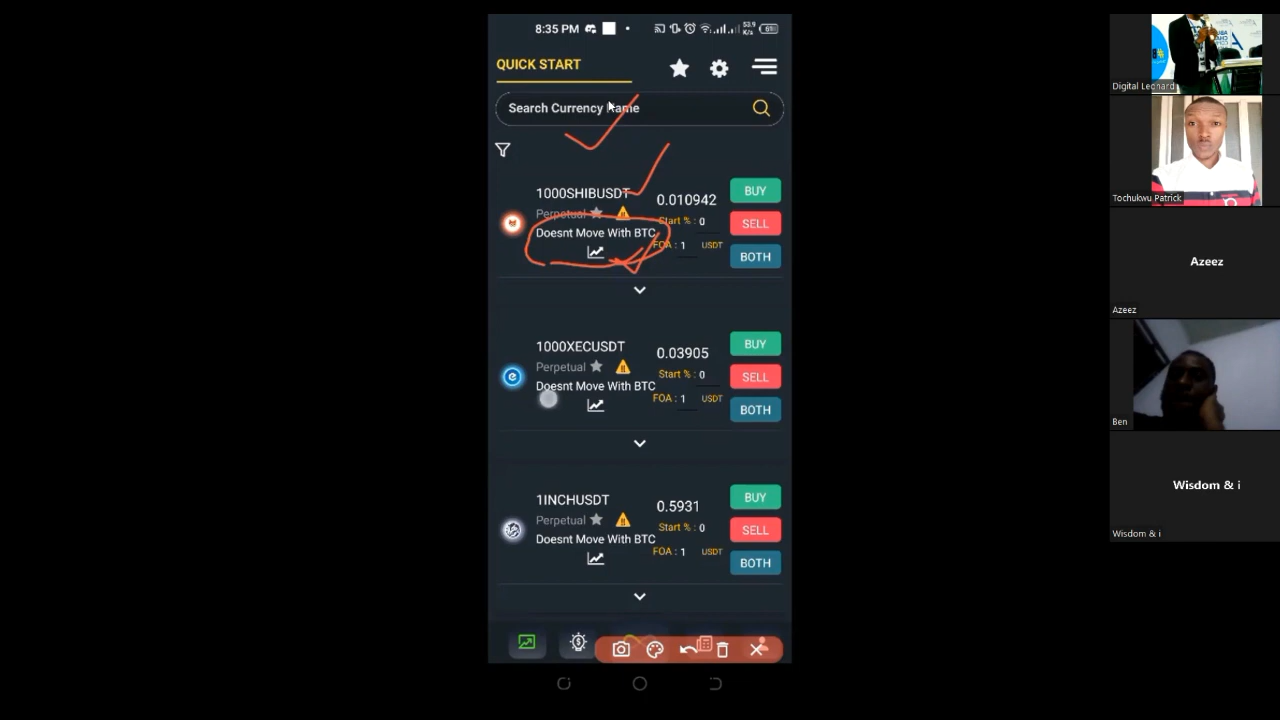 8:35 PM
53.9
K/s
61
QUICK START
Search Currency Name
1000SHIBUSDT
0.010942
BUY
Perpetual
Start % : 0
SELL
Doesnt Move With BTC
FOA : 1 USDT
BOTH
1000XECUSDT
0.03905
BUY
Perpetual
Start % : 0
SELL
Doesnt Move With BTC
FOA : 1 USDT
BOTH
1INCHUSDT
0.5931
BUY
Perpetual
Start % : 0
SELL
Doesnt Move With BTC
FOA : 1 USDT
BOTH
Digital Leonard
Tochukwu Patrick
Azeez
Azeez
Ben
Wisdom & i
Wisdom & i